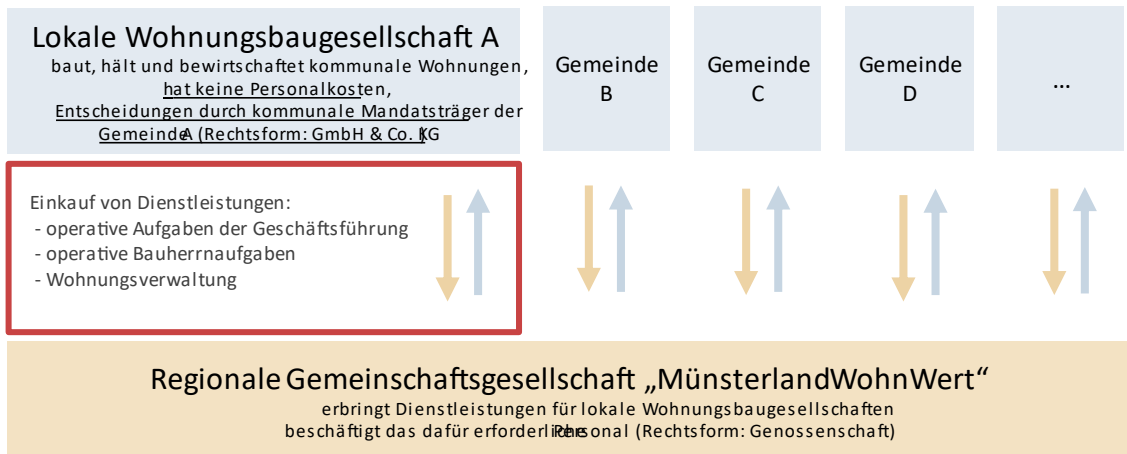 Lokale Wohnungsbaugesellschaft A
baut, hält und bewirtschaftet kommunale Wohnungen,
hat keine Personalkosten,
Entscheidungen durch kommunale Mandatsträger der
Gemeinde A (Rechtsform: GmbH & Co. KG
Gemeinde
B
Gemeinde
C
Gemeinde
D
...
Einkauf von Dienstleistungen:
- operative Aufgaben der Geschäftsführung
- operative Bauherrnaufgaben
- Wohnungsverwaltung
Regionale Gemeinschaftsgesellschaft „MünsterlandWohnWert“
erbringt Dienstleistungen für lokale Wohnungsbaugesellschaften
beschäftigt das dafür erforderliche Personal (Rechtsform: Genossenschaft)